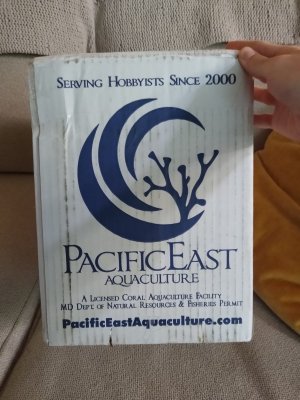 Serving Hobbyists Since 2000
PacificEast
Aquaculture
A Licensed Coral Aquaculture Facility
MD Dept. of Natural Resources & Fisheries Permit
PacificEastAquaculture.com